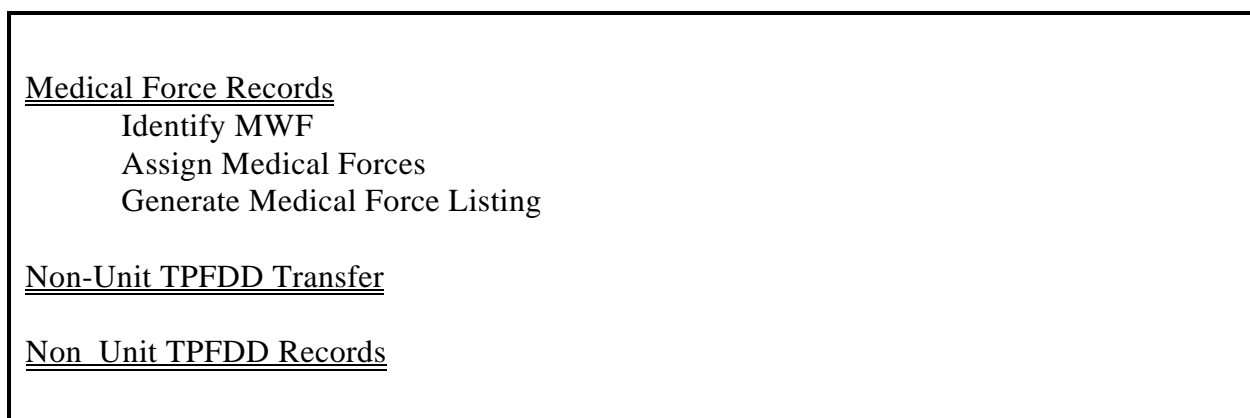 Medical Force Records
Identify MWF
Assign Medical Forces
Generate Medical Force Listing
Non-Unit TPFDD Transfer
Non Unit TPFDD Records